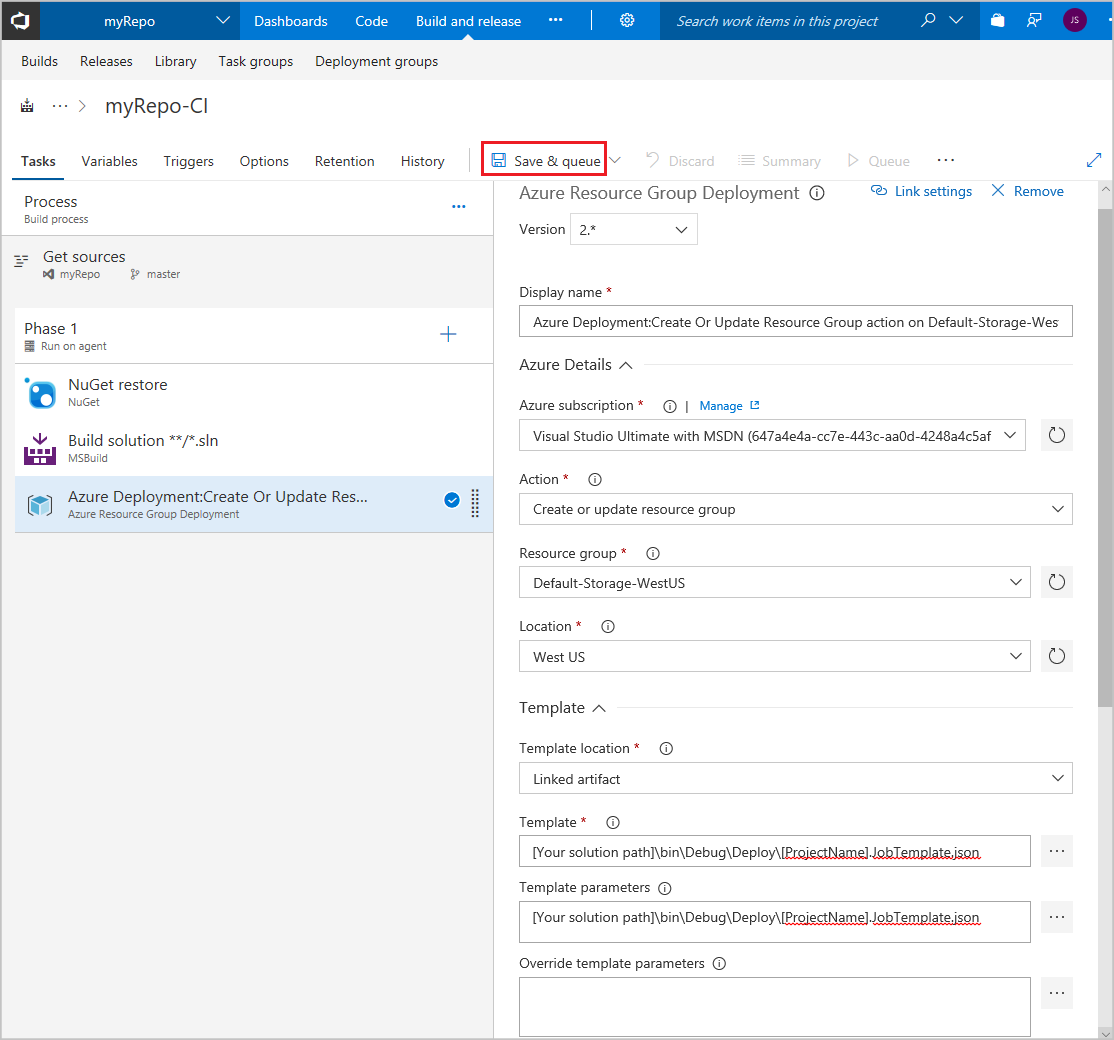 myRepo Dashboards Code Build and release ... Search work items in this project JS
Builds Releases Library Task groups Deployment groups
... myRepo-CI
Tasks Variables Triggers Options Retention History Save & queue Discard Summary Queue ...
Process
Build process
...
Get sources
myRepo master
Phase 1
Run on agent
NuGet restore
NuGet
Build solution **/*.sln
MSBuild
Azure Deployment:Create Or Update Res...
Azure Resource Group Deployment
Azure Resource Group Deployment Link settings Remove
Version 2.*
Display name *
Azure Deployment:Create Or Update Resource Group action on Default-Storage-Wes
Azure Details
Azure subscription * | Manage
Visual Studio Ultimate with MSDN (647a4e4a-cc7e-443c-aa0d-4248a4c5af
Action *
Create or update resource group
Resource group *
Default-Storage-WestUS
Location *
West US
Template
Template location *
Linked artifact
Template *
[Your solution path]\bin\Debug\Deploy\[ProjectName].JobTemplate.json ...
Template parameters
[Your solution path]\bin\Debug\Deploy\[ProjectName].JobTemplate.json ...
Override template parameters
...